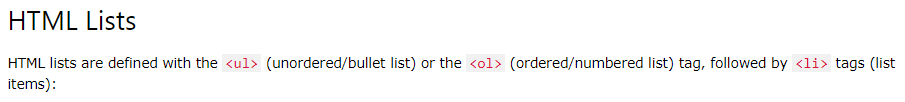 HTML Lists
HTML lists are defined with the <ul> (unordered/bullet list) or the <ol> (ordered/numbered list) tag, followed by <li> tags (list
items):